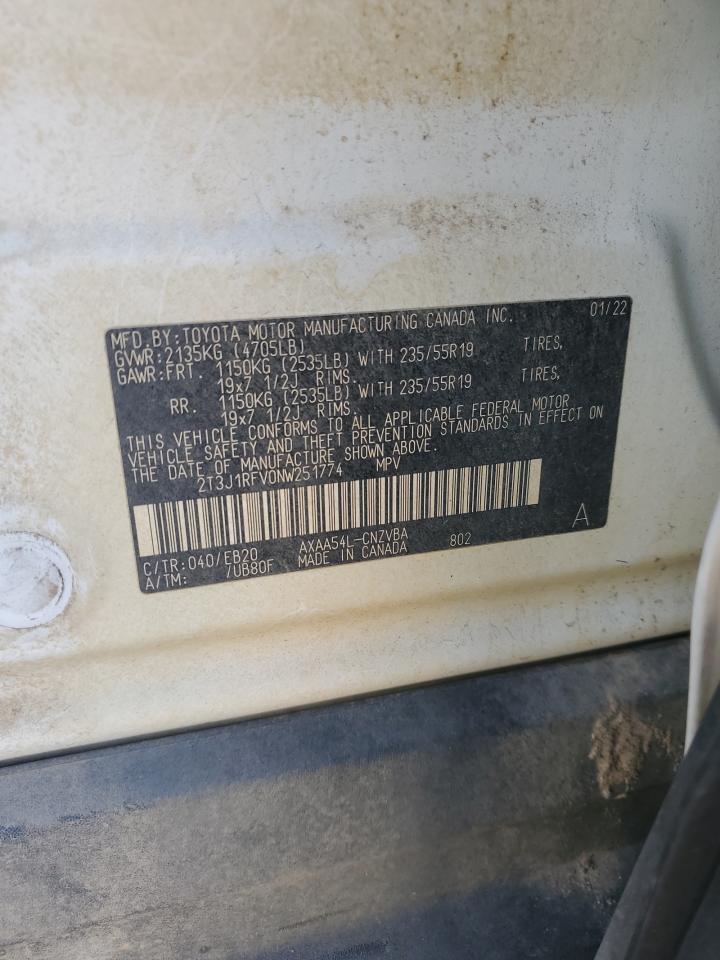 MFD.BY:TOYOTA MOTOR MANUFACTURING CANADA INC. 01/22
GVWR:2135KG (4705LB)
GAWR:FRT. 1150KG (2535LB) WITH 235/55R19 TIRES,
19x7 1/2J RIMS.
RR. 1150KG (2535LB) WITH 235/55R19 TIRES,
19x7 1/2J RIMS.
THIS VEHICLE CONFORMS TO ALL APPLICABLE FEDERAL MOTOR
VEHICLE SAFETY AND THEFT PREVENTION STANDARDS IN EFFECT ON
THE DATE OF MANUFACTURE SHOWN ABOVE.
2T3J1RFV0NW251774 MPV
A
C/TR:040/EB20 AXAA54L-CNZVBA 802
A/TM: /UB80F MADE IN CANADA